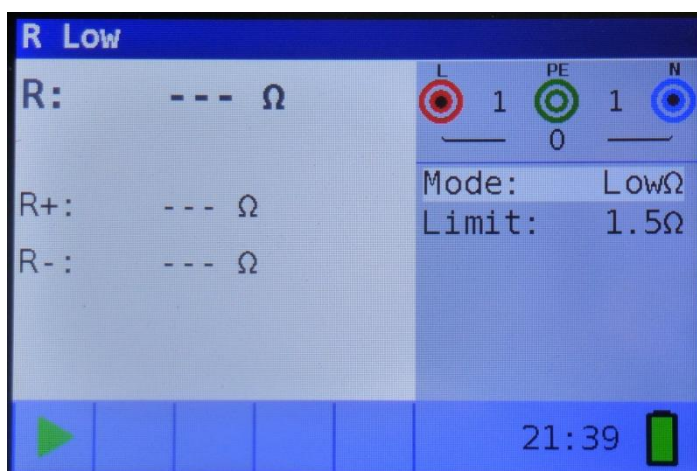 R Low
R: --- Ω
R+: --- Ω
R-: --- Ω
L PE N
1 1
0
Mode: LowΩ
Limit: 1.5Ω
21:39